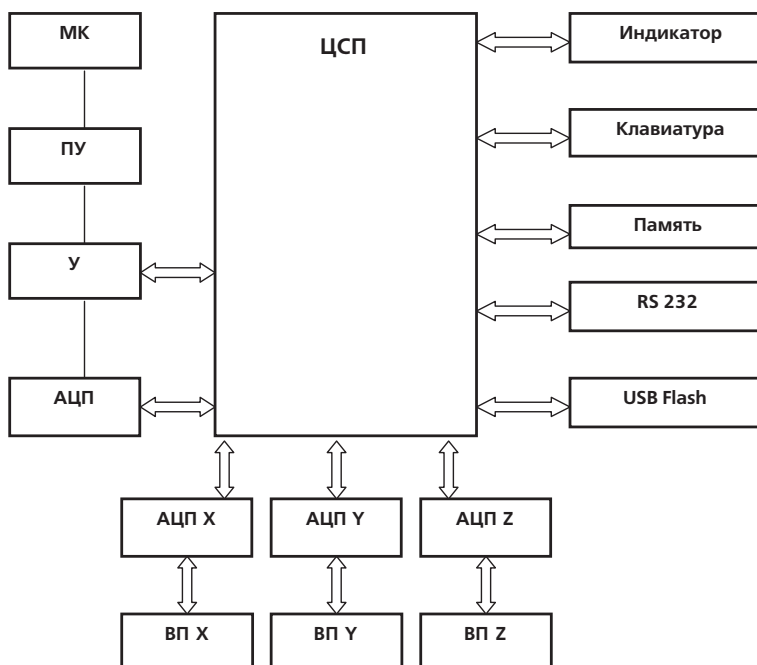 МК
ЦСП
Индикатор
ПУ
Клавиатура
У
Память
RS 232
АЦП
USB Flash
АЦП X
АЦП Y
АЦП Z
ВП X
ВП Y
ВП Z